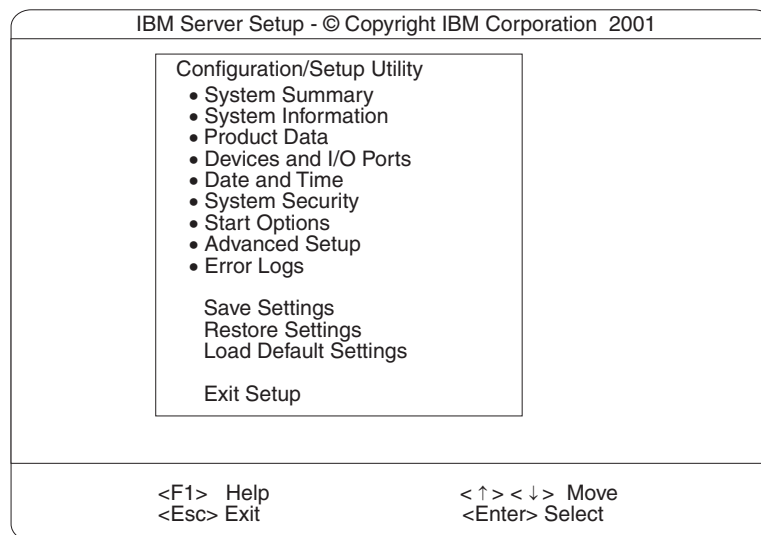 IBM Server Setup - © Copyright IBM Corporation 2001
Configuration/Setup Utility
• System Summary
• System Information
• Product Data
• Devices and I/O Ports
• Date and Time
• System Security
• Start Options
• Advanced Setup
• Error Logs
Save Settings
Restore Settings
Load Default Settings
Exit Setup
<F1> Help <↑> <↓> Move
<Esc> Exit <Enter> Select